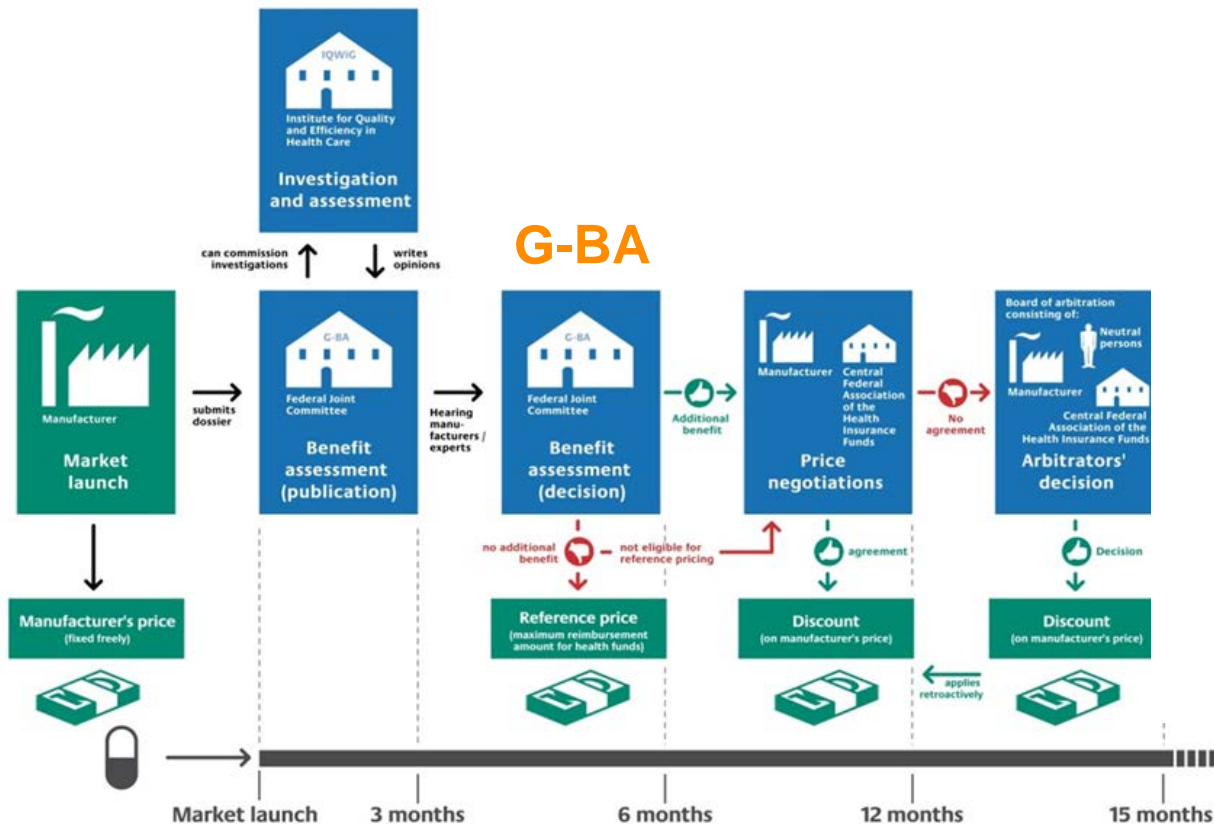 IQWiG
Institute for Quality
and Efficiency in
Health Care
Investigation
and assessment
can commission
investigations
writes
opinions
G-BA
Manufacturer
Market
launch
submits
dossier
G-BA
Federal Joint
Committee
Benefit
assessment
(publication)
Hearing
manu-
facturers /
experts
G-BA
Federal Joint
Committee
Benefit
assessment
(decision)
Additional
benefit
Manufacturer
Central
Federal
Association
of the
Health
Insurance
Funds
Price
negotiations
No
agreement
Board of arbitration
consisting of:
Neutral
persons
Manufacturer
Central Federal
Association of the
Health Insurance Funds
Arbitrators'
decision
no additional
benefit
not eligible for
reference pricing
agreement
Decision
Manufacturer's price
(fixed freely)
Reference price
(maximum reimbursement
amount for health funds)
Discount
(on manufacturer's price)
Discount
(on manufacturer's price)
applies
retroactively
Market launch
3 months
6 months
12 months
15 months